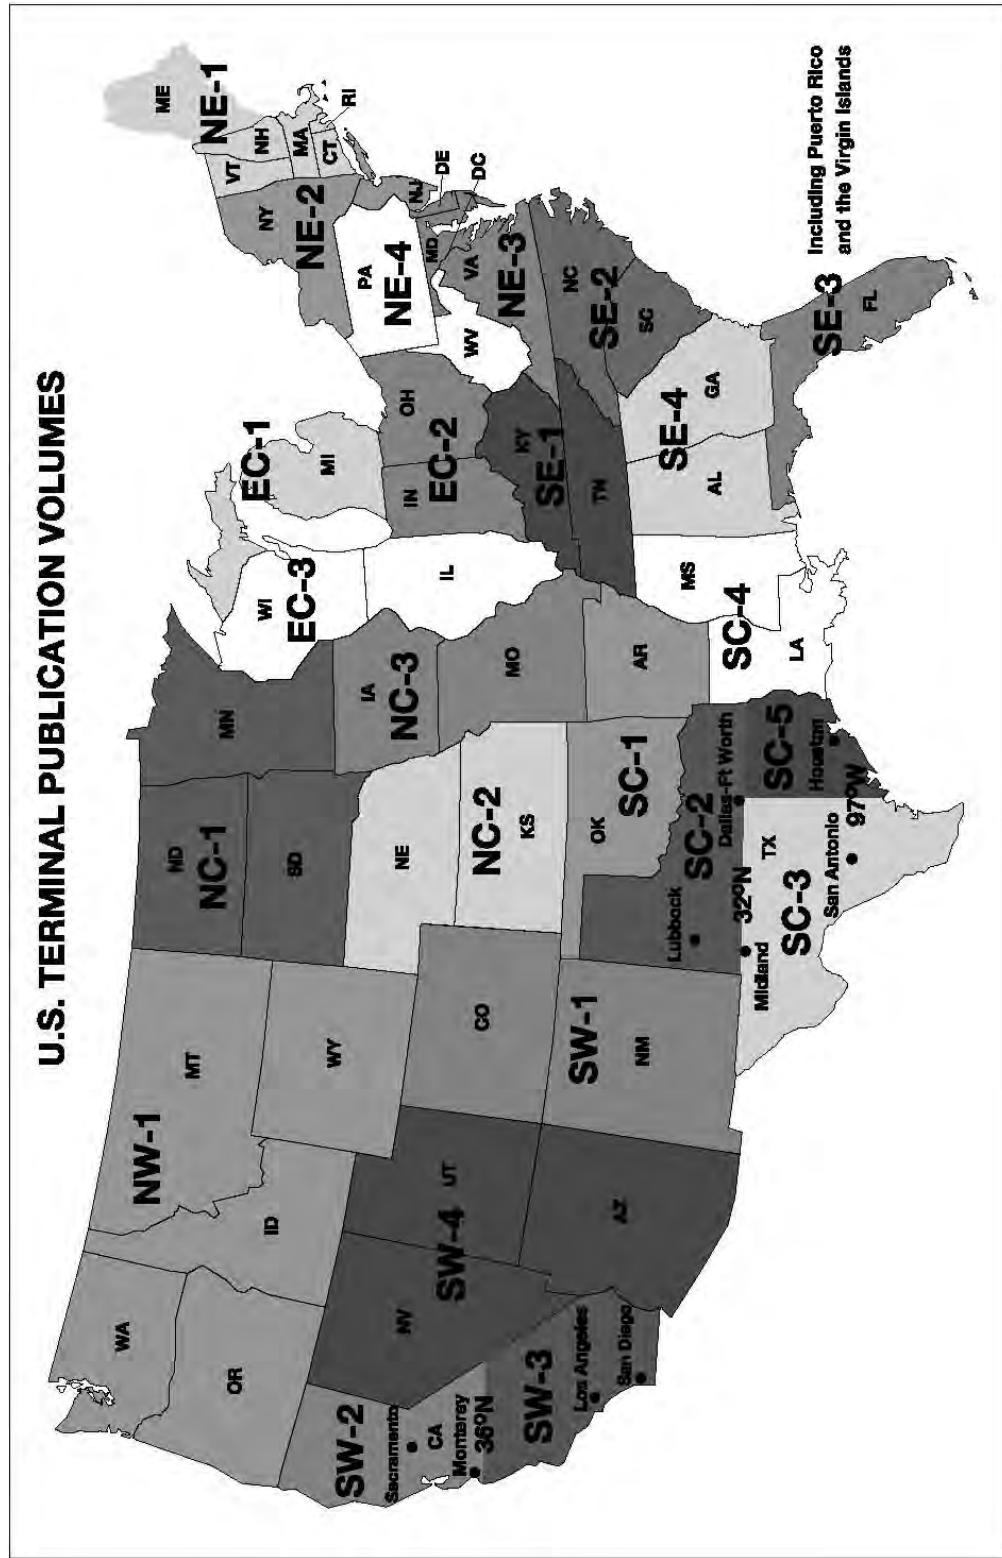 U.S. TERMINAL PUBLICATION VOLUMES
WA
OR
NW-1
MT
ID
WY
SW-2
Sacramento
CA
Monterey
36°N
SW-3
Los Angeles
San Diego
NV
SW-4
UT
AZ
CO
SW-1
NM
ND
NC-1
SD
MN
NE
NC-2
KS
IA
NC-3
MO
OK
SC-1
AR
Lubbock
SC-2
Dallas-Ft Worth
32°N
Midland
TX
SC-3
San Antonio
97°W
SC-5
Houston
WI
EC-3
IL
EC-1
MI
IN
EC-2
OH
KY
SE-1
TN
MS
SC-4
LA
AL
SE-4
GA
NC
SE-2
SC
SE-3
FL
Including Puerto Rico
and the Virgin Islands
WV
VA
NE-3
MD
DC
DE
NJ
PA
NE-4
NY
NE-2
VT
NH
MA
CT
RI
ME
NE-1